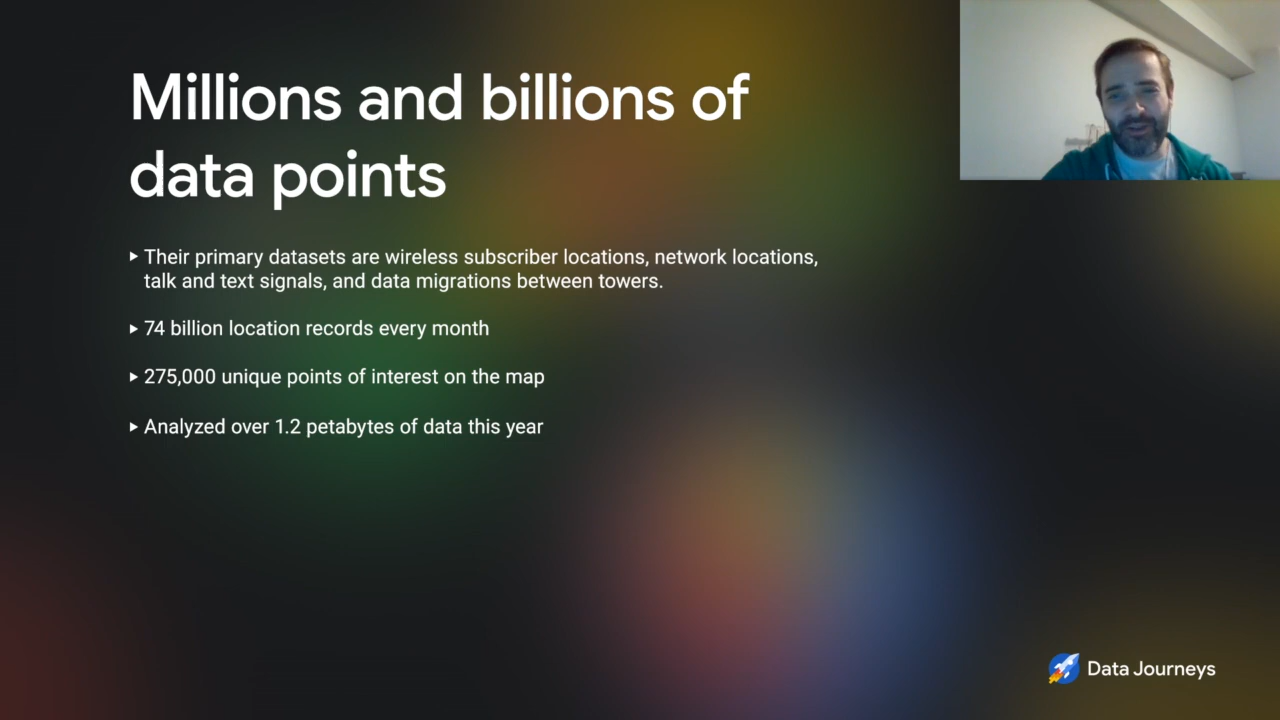 Millions and billions of
data points
Their primary datasets are wireless subscriber locations, network locations,
talk and text signals, and data migrations between towers.
74 billion location records every month
275,000 unique points of interest on the map
Analyzed over 1.2 petabytes of data this year
Data Journeys